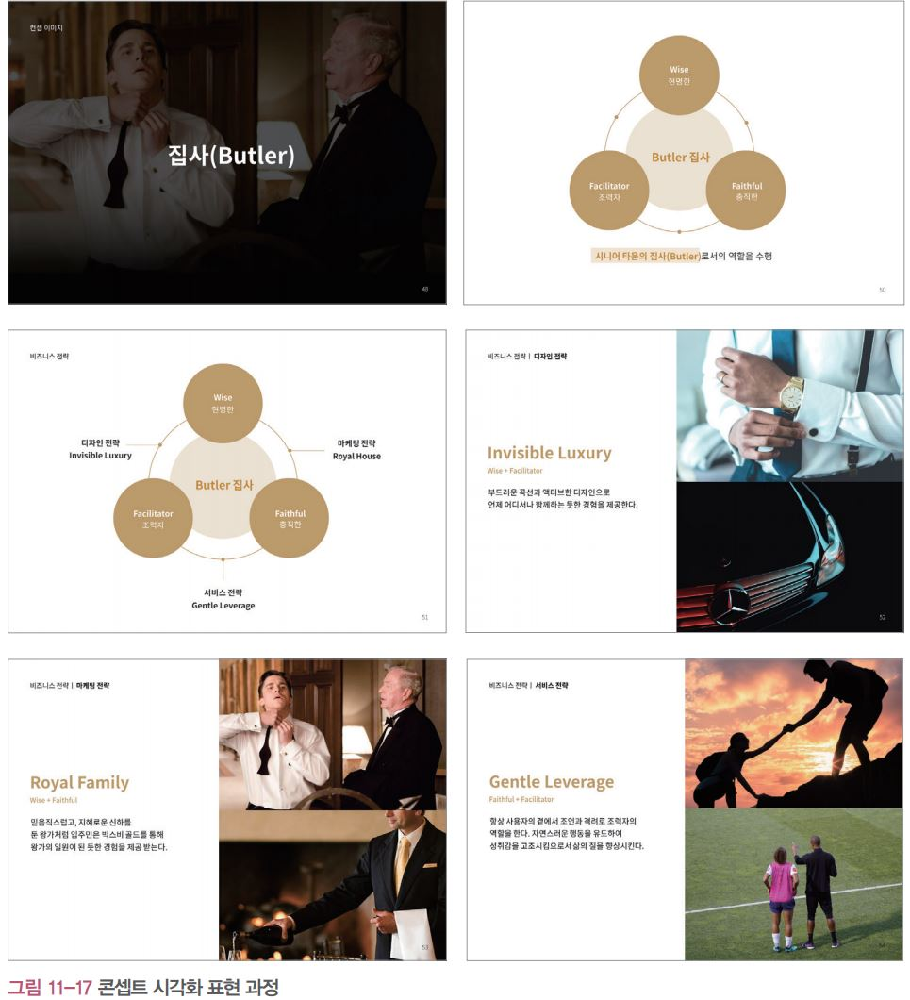 컨셉 이미지
집사(Butler)
48
Wise
현명한
Butler 집사
Facilitator
조력자
Faithful
충직한
시니어 타운의 집사(Butler)로서의 역할을 수행
50
비즈니스 전략
Wise
현명한
디자인 전략
Invisible Luxury
마케팅 전략
Royal House
Butler 집사
Facilitator
조력자
Faithful
충직한
서비스 전략
Gentle Leverage
51
비즈니스 전략 | 디자인 전략
Invisible Luxury
Wise + Facilitator
부드러운 곡선과 액티브한 디자인으로
언제 어디서나 함께하는 듯한 경험을 제공한다.
52
비즈니스 전략 | 마케팅 전략
Royal Family
Wise + Faithful
믿음직스럽고, 지혜로운 신하를
둔 왕가처럼 입주민은 빅스비 골드를 통해
왕가의 일원이 된 듯한 경험을 제공 받는다.
53
비즈니스 전략 | 서비스 전략
Gentle Leverage
Faithful + Facilitator
항상 사용자의 곁에서 조언과 격려로 조력자의
역할을 한다. 자연스러운 행동을 유도하여
성취감을 고조시킴으로서 삶의 질을 향상시킨다.
그림 11-17 콘셉트 시각화 표현 과정